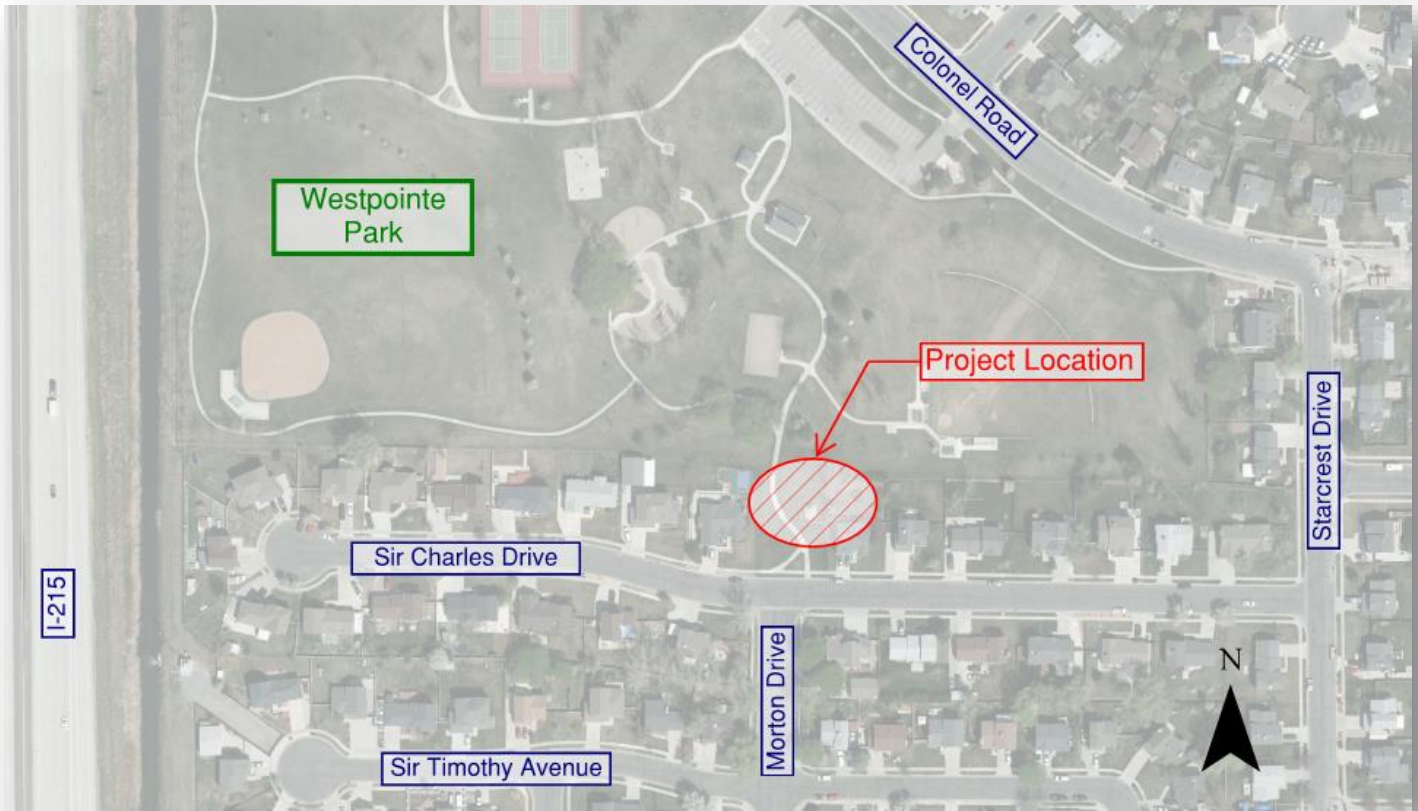 Colonel Road
Westpointe
Park
Project Location
Starcrest Drive
Sir Charles Drive
I-215
N
Morton Drive
Sir Timothy Avenue